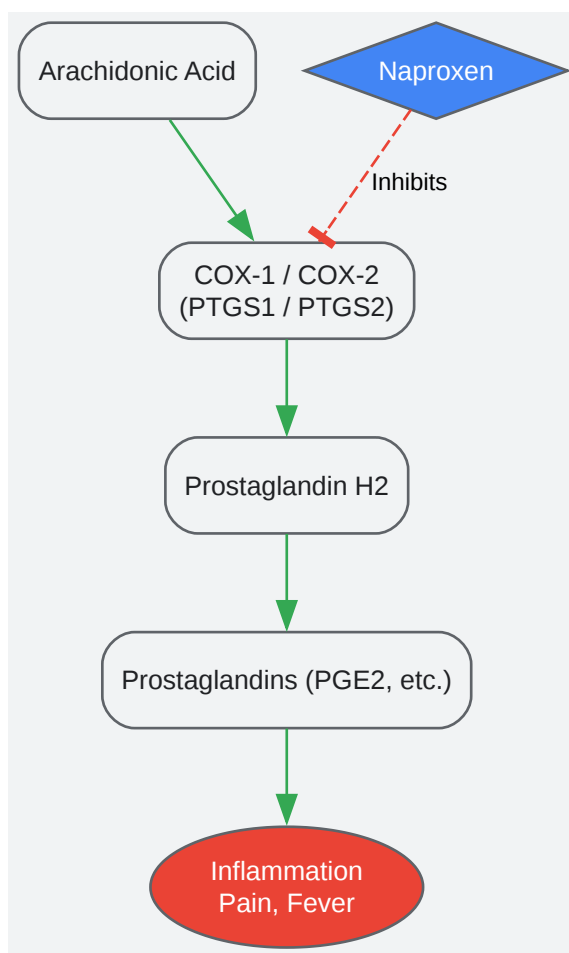 Arachidonic Acid
Naproxen
Inhibits
COX-1 / COX-2
(PTGS1 / PTGS2)
Prostaglandin H2
Prostaglandins (PGE2, etc.)
Inflammation
Pain, Fever